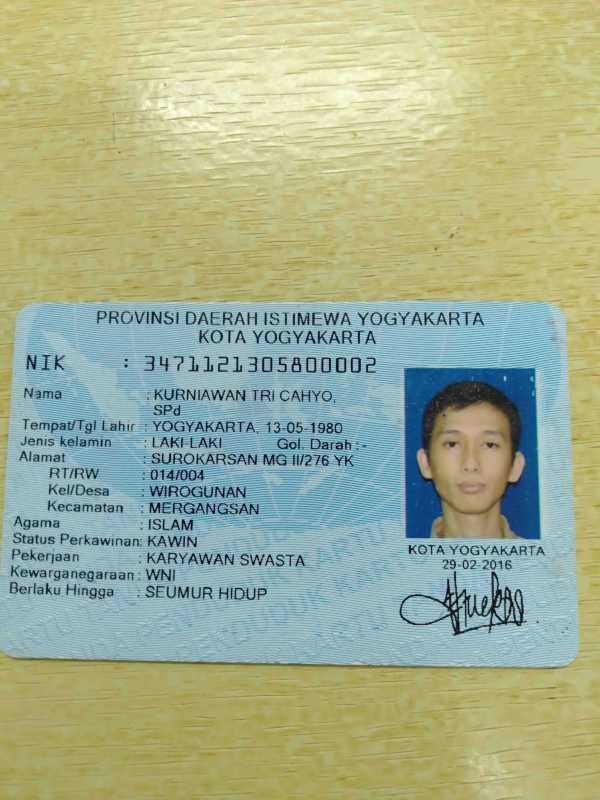 PROVINSI DAERAH ISTIMEWA YOGYAKARTA
KOTA YOGYAKARTA
NIK : 3471121305800002
Nama : KURNIAWAN TRI CAHYO,
SPd
Tempat/Tgl Lahir : YOGYAKARTA, 13-05-1980
Jenis kelamin : LAKI-LAKI Gol. Darah : -
Alamat : SUROKARSAN MG II/276 YK
RT/RW : 014/004
Kel/Desa : WIROGUNAN
Kecamatan : MERGANGSAN
Agama : ISLAM
Status Perkawinan: KAWIN
Pekerjaan : KARYAWAN SWASTA
Kewarganegaraan : WNI
Berlaku Hingga : SEUMUR HIDUP
KOTA YOGYAKARTA
29-02-2016